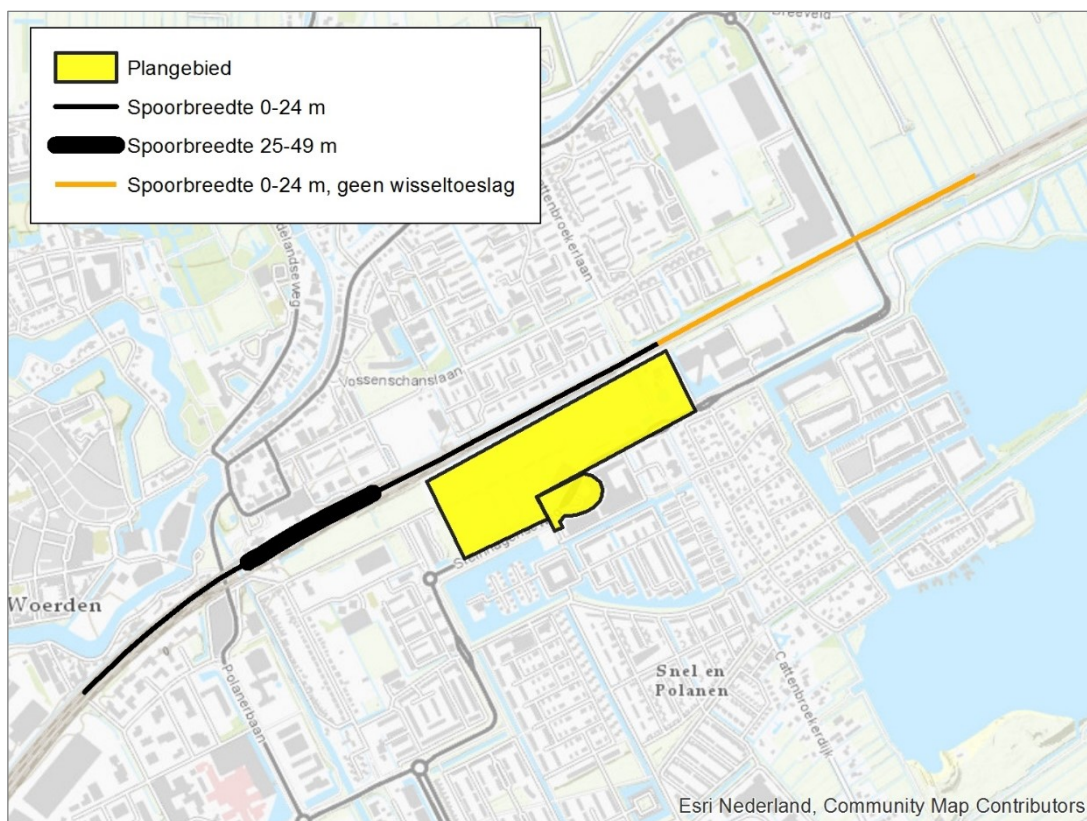 Plangebied
Spoorbreedte 0-24 m
Spoorbreedte 25-49 m
Spoorbreedte 0-24 m, geen wisseltoeslag
Breeveld
Vossenschanslaan
Woerden
Polanerbaan
Snel en
Polanen
Cattenbroekerdijk
Esri Nederland, Community Map Contributors